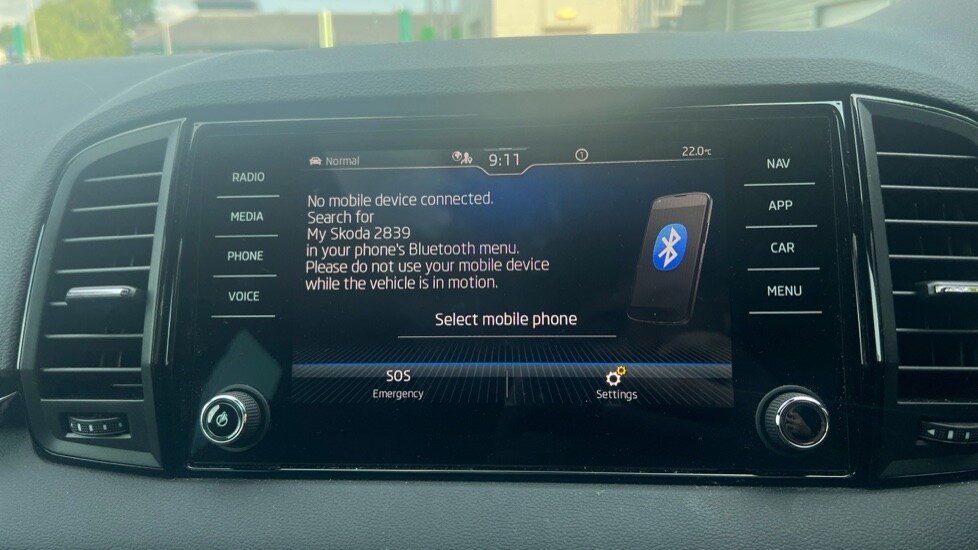 RADIO
MEDIA
PHONE
VOICE
Normal
9:11
1
22.0°C
No mobile device connected.
Search for
My Skoda 2839
in your phone's Bluetooth menu.
Please do not use your mobile device
while the vehicle is in motion.
Select mobile phone
SOS
Emergency
Settings
NAV
APP
CAR
MENU